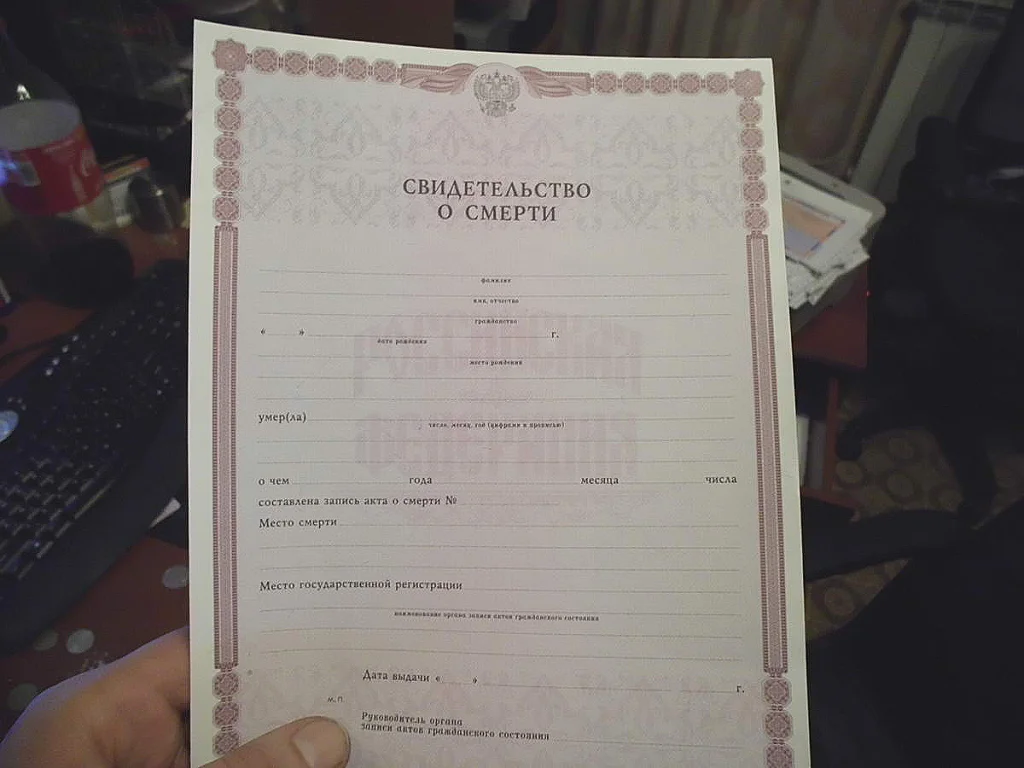 СВИДЕТЕЛЬСТВО
О СМЕРТИ
фамилия
имя, отчество
гражданство
« » г.
дата рождения
место рождения
умер(ла)
число, месяц, год (цифрами и прописью)
о чем года месяца числа
составлена запись акта о смерти №
Место смерти
Место государственной регистрации
наименование органа записи актов гражданского состояния
Дата выдачи « » г.
М.П.
Руководитель органа
записи актов гражданского состояния